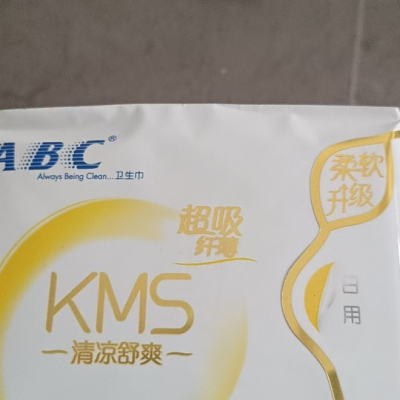 ABC®
Always Being Clean...卫生巾
柔软
升级
超吸
纤薄
KMS
清凉舒爽
日用